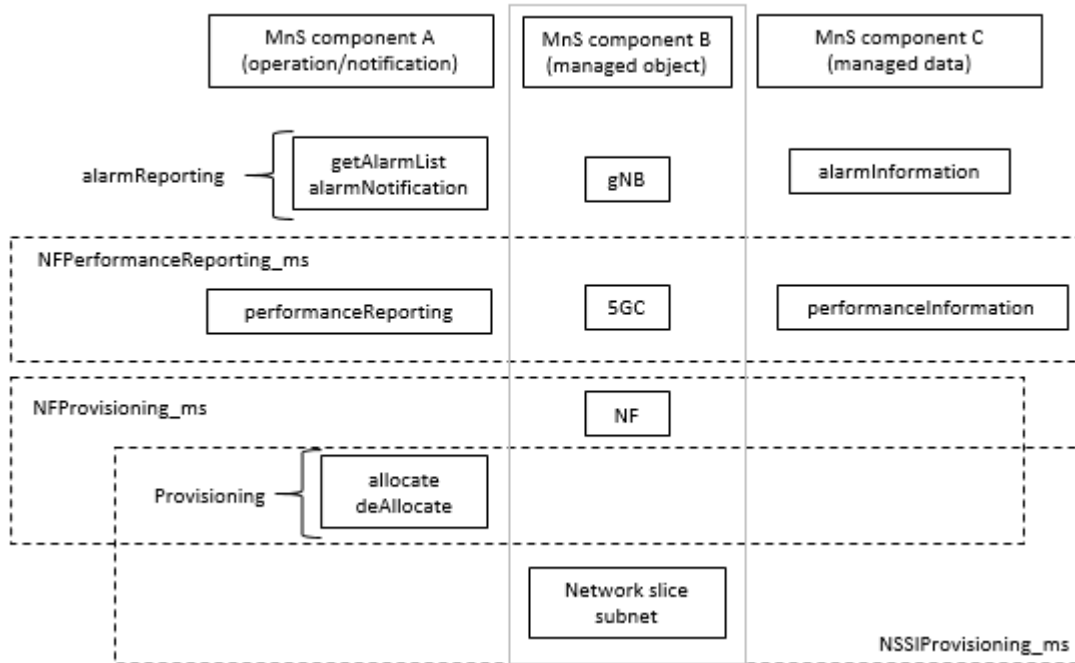 MnS component A
(operation/notification)
MnS component B
(managed object)
MnS component C
(managed data)
alarmReporting
getAlarmList
alarmNotification
gNB
alarmInformation
NFPerformanceReporting_ms
performanceReporting
5GC
performanceInformation
NFProvisioning_ms
NF
Provisioning
allocate
deAllocate
Network slice
subnet
NSSIProvisioning_ms